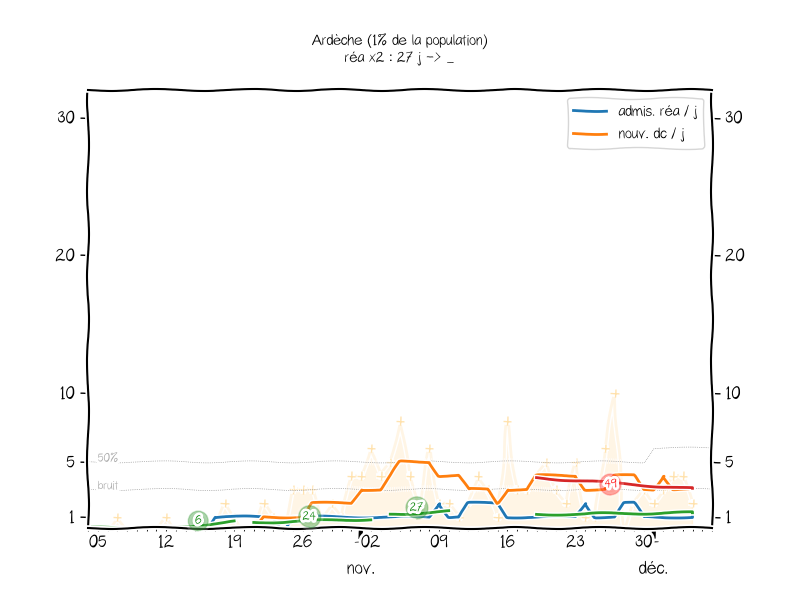 Ardèche (1% de la population)
réa x2 : 27 j -> _
admis. réa / j
nouv. dc / j
30 30
20 20
10 10
50%
5 5
bruit
1 1
6 24 27 49
05 12 19 26 02 09 16 23 30
nov. déc.